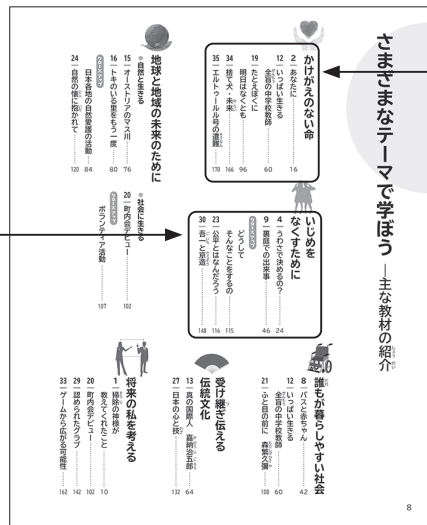 さまざまなテーマで学ぼう ―主な教材の紹介
しょうかい
かけがえのない命
2 あなたに……16
12 いっぱい生きる
全盲の中学校教師……60
19 たとえぼくに
明日はなくとも……96
34 捨て犬・未来……166
35 エルトゥールル号の遭難……170
地球と地域の未来のために
●自然と生きる
15 オーストリアのマス川……76
16 トキのいる里をもう一度……80
日本各地の自然愛護の活動……84
24 自然の懐に抱かれて……120
いじめを
なくすために
4 うわさで決めるの？……24
9 裏庭での出来事……46
どうして
そんなことをするの……115
23 公平とはなんだろう……116
30 吾一と京造……148
●社会に生きる
20 町内会デビュー……102
ボランティア活動……107
誰もが暮らしやすい社会
8 バスと赤ちゃん……42
12 いっぱい生きる
全盲の中学校教師……60
21 ふと目の前に 森繁久彌……108
受け継ぎ伝える
伝統文化
13 真の国際人 嘉納治五郎……64
27 日本の心と技……132
将来の私を考える
1 掃除の神様が
教えてくれたこと……10
20 町内会デビュー……102
29 認められたグラブ……142
33 ゲームから広がる可能性……162
8